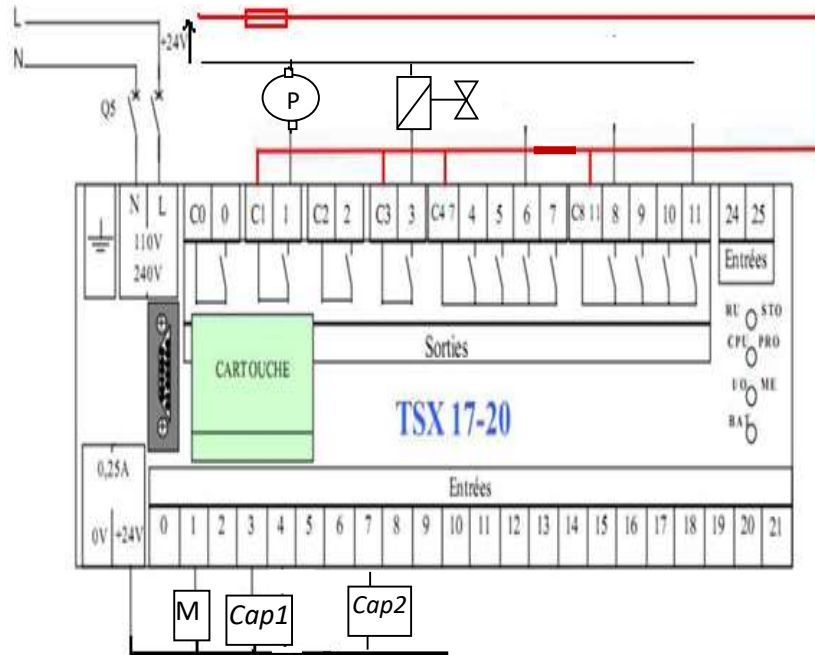 L
+24V
N
P
Q5
N L C0 0 C1 1 C2 2 C3 3 C4 7 4 5 6 7 C8 11 8 9 10 11 24 25
110V
240V
Entrées
RU STO
CPU PRO
I/O ME
BAT
Sorties
CARTOUCHE
TSX 17-20
0,25A
Entrées
0V +24V 0 1 2 3 4 5 6 7 8 9 10 11 12 13 14 15 16 17 18 19 20 21
M Cap1 Cap2